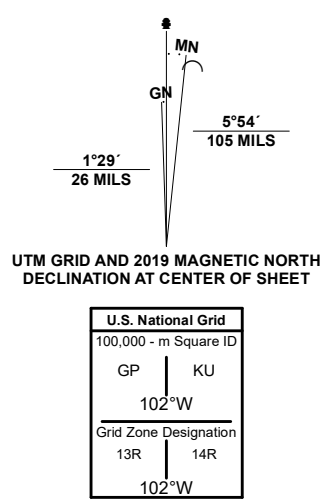 MN
GN
5°54´
105 MILS
1°29´
26 MILS
UTM GRID AND 2019 MAGNETIC NORTH
DECLINATION AT CENTER OF SHEET
U.S. National Grid
100,000 - m Square ID
GP KU
102°W
Grid Zone Designation
13R 14R
102°W